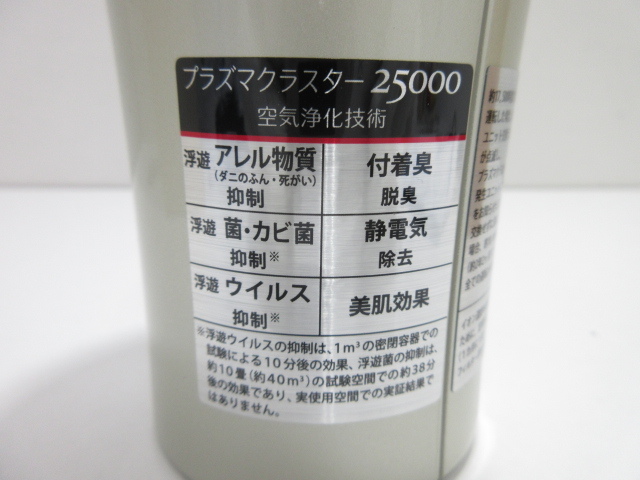 プラズマクラスター 25000
空気浄化技術
浮遊 アレル物質
(ダニのふん・死がい)
抑制
付着臭
脱臭
浮遊 菌・カビ菌
抑制※
静電気
除去
浮遊 ウイルス
抑制※
美肌効果
※浮遊ウイルスの抑制は、1m³の密閉容器での
試験による10分後の効果、浮遊菌の抑制は、
約10畳(約40m³)の試験空間での約38分
後の効果であり、実使用空間での実証結果で
はありません。